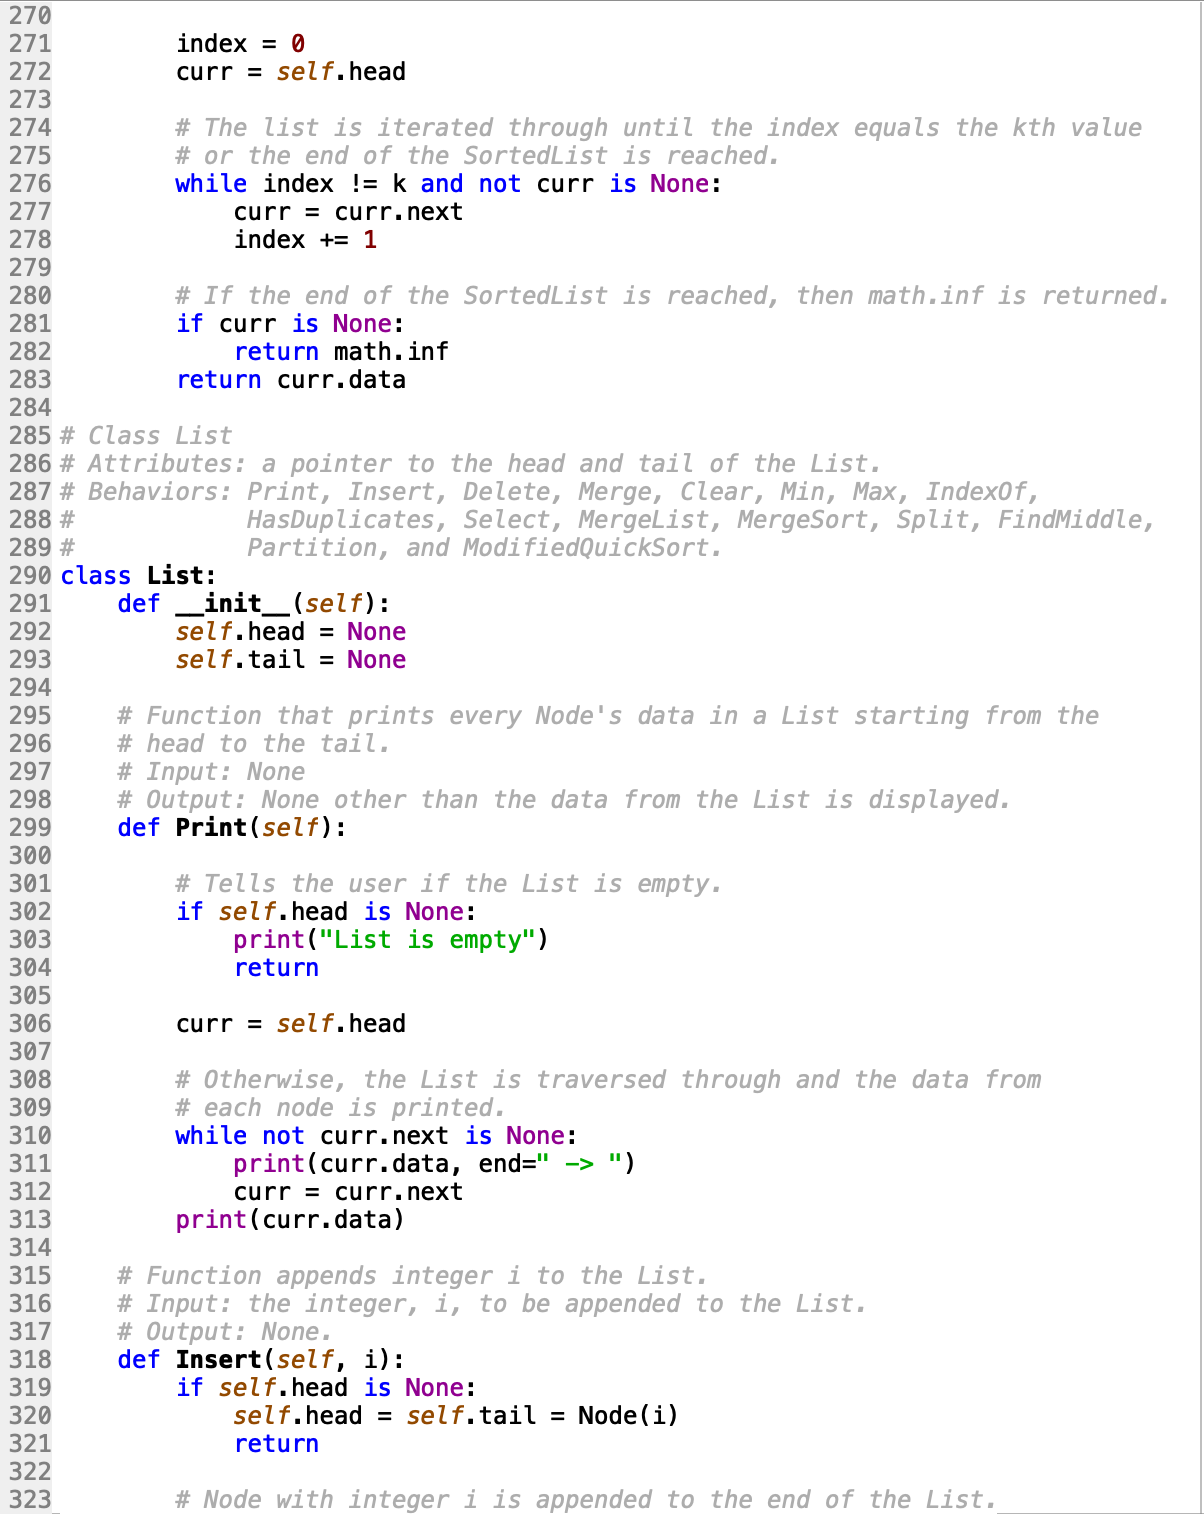 270
271         index = 0
272         curr = self.head
273
274         # The list is iterated through until the index equals the kth value
275         # or the end of the SortedList is reached.
276         while index != k and not curr is None:
277             curr = curr.next
278             index += 1
279
280         # If the end of the SortedList is reached, then math.inf is returned.
281         if curr is None:
282             return math.inf
283         return curr.data
284
285 # Class List
286 # Attributes: a pointer to the head and tail of the List.
287 # Behaviors: Print, Insert, Delete, Merge, Clear, Min, Max, IndexOf,
288 #            HasDuplicates, Select, MergeList, MergeSort, Split, FindMiddle,
289 #            Partition, and ModifiedQuickSort.
290 class List:
291     def __init__(self):
292         self.head = None
293         self.tail = None
294
295     # Function that prints every Node's data in a List starting from the
296     # head to the tail.
297     # Input: None
298     # Output: None other than the data from the List is displayed.
299     def Print(self):
300
301         # Tells the user if the List is empty.
302         if self.head is None:
303             print("List is empty")
304             return
305
306         curr = self.head
307
308         # Otherwise, the List is traversed through and the data from
309         # each node is printed.
310         while not curr.next is None:
311             print(curr.data, end=" -> ")
312             curr = curr.next
313         print(curr.data)
314
315     # Function appends integer i to the List.
316     # Input: the integer, i, to be appended to the List.
317     # Output: None.
318     def Insert(self, i):
319         if self.head is None:
320             self.head = self.tail = Node(i)
321             return
322
323         # Node with integer i is appended to the end of the List.